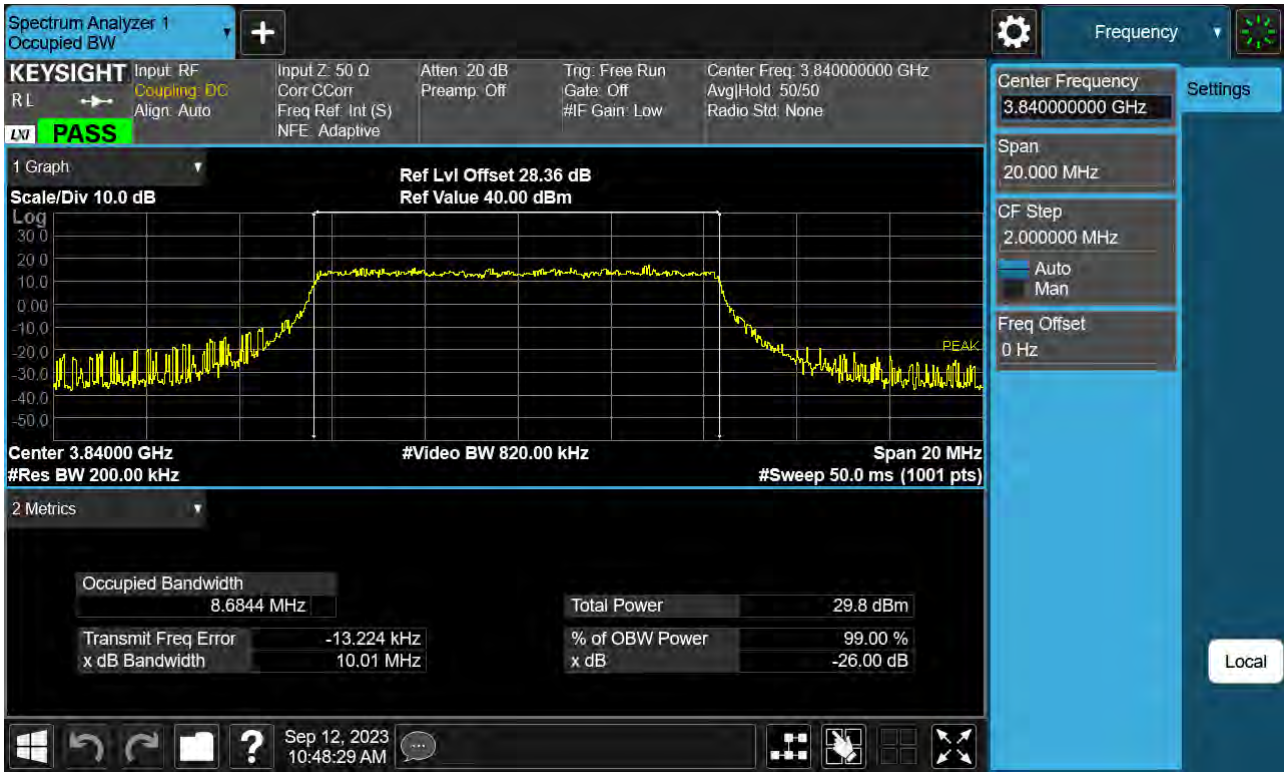 Spectrum Analyzer 1
Occupied BW
+
Frequency
KEYSIGHT
RL
LXI PASS
Input: RF
Coupling: DC
Align: Auto
Input Z: 50 Ω
Corr CCorr
Freq Ref: Int (S)
NFE: Adaptive
Atten: 20 dB
Preamp: Off
Trig: Free Run
Gate: Off
#IF Gain: Low
Center Freq: 3.840000000 GHz
Avg|Hold: 50/50
Radio Std: None
Center Frequency
3.840000000 GHz
Settings
Span
20.000 MHz
CF Step
2.000000 MHz
Auto
Man
Freq Offset
0 Hz
Local
1 Graph
Scale/Div 10.0 dB
Ref Lvl Offset 28.36 dB
Ref Value 40.00 dBm
Log
30.0
20.0
10.0
0.00
-10.0
-20.0
-30.0
-40.0
-50.0
PEAK
Center 3.84000 GHz
#Video BW 820.00 kHz
Span 20 MHz
#Res BW 200.00 kHz
#Sweep 50.0 ms (1001 pts)
2 Metrics
Occupied Bandwidth
8.6844 MHz
Total Power 29.8 dBm
Transmit Freq Error -13.224 kHz
% of OBW Power 99.00 %
x dB Bandwidth 10.01 MHz
x dB -26.00 dB
?
Sep 12, 2023
10:48:29 AM